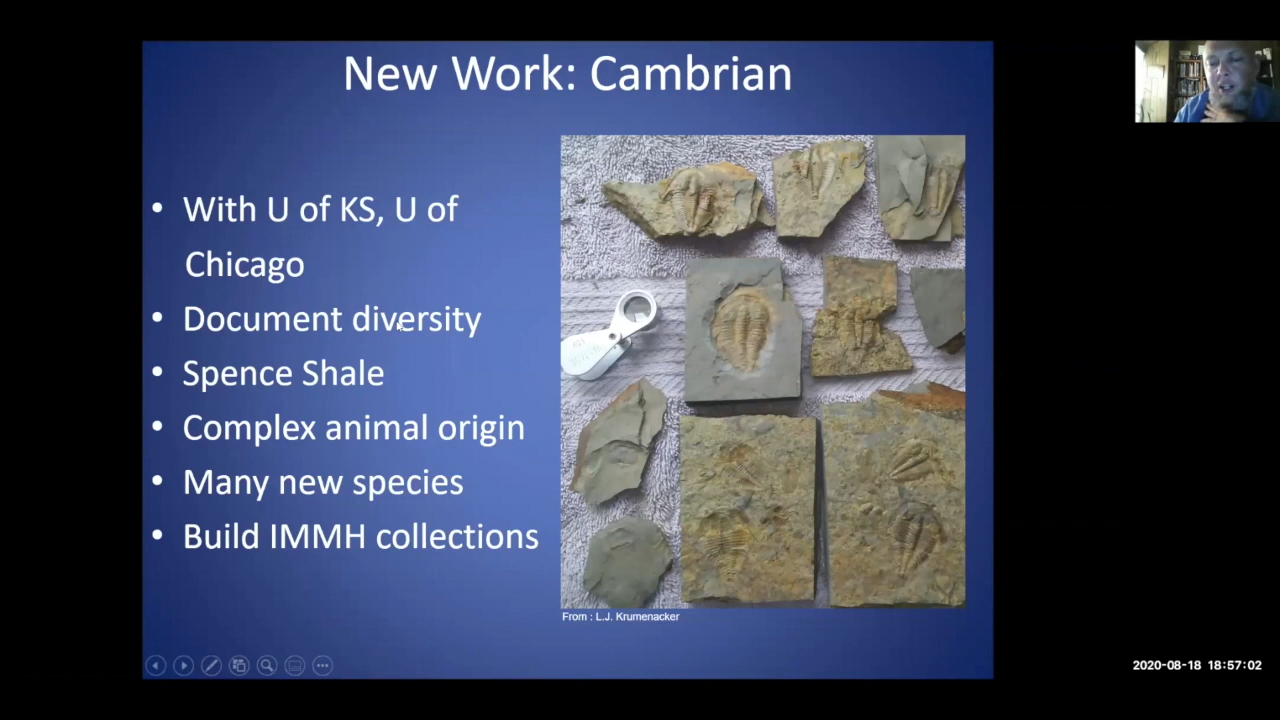 New Work: Cambrian
• With U of KS, U of
Chicago
• Document diversity
• Spence Shale
• Complex animal origin
• Many new species
• Build IMMH collections
From : L.J. Krumenacker
2020-08-18 18:57:02